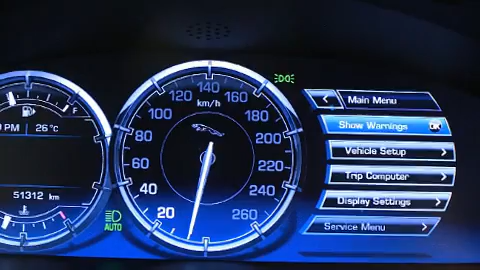 F
9 PM 26°C
51312 km
AUTO
20
40
60
80
100
120
140
160
180
200
220
240
260
km/h
Main Menu
Show Warnings OK
Vehicle Setup
Trip Computer
Display Settings
Service Menu